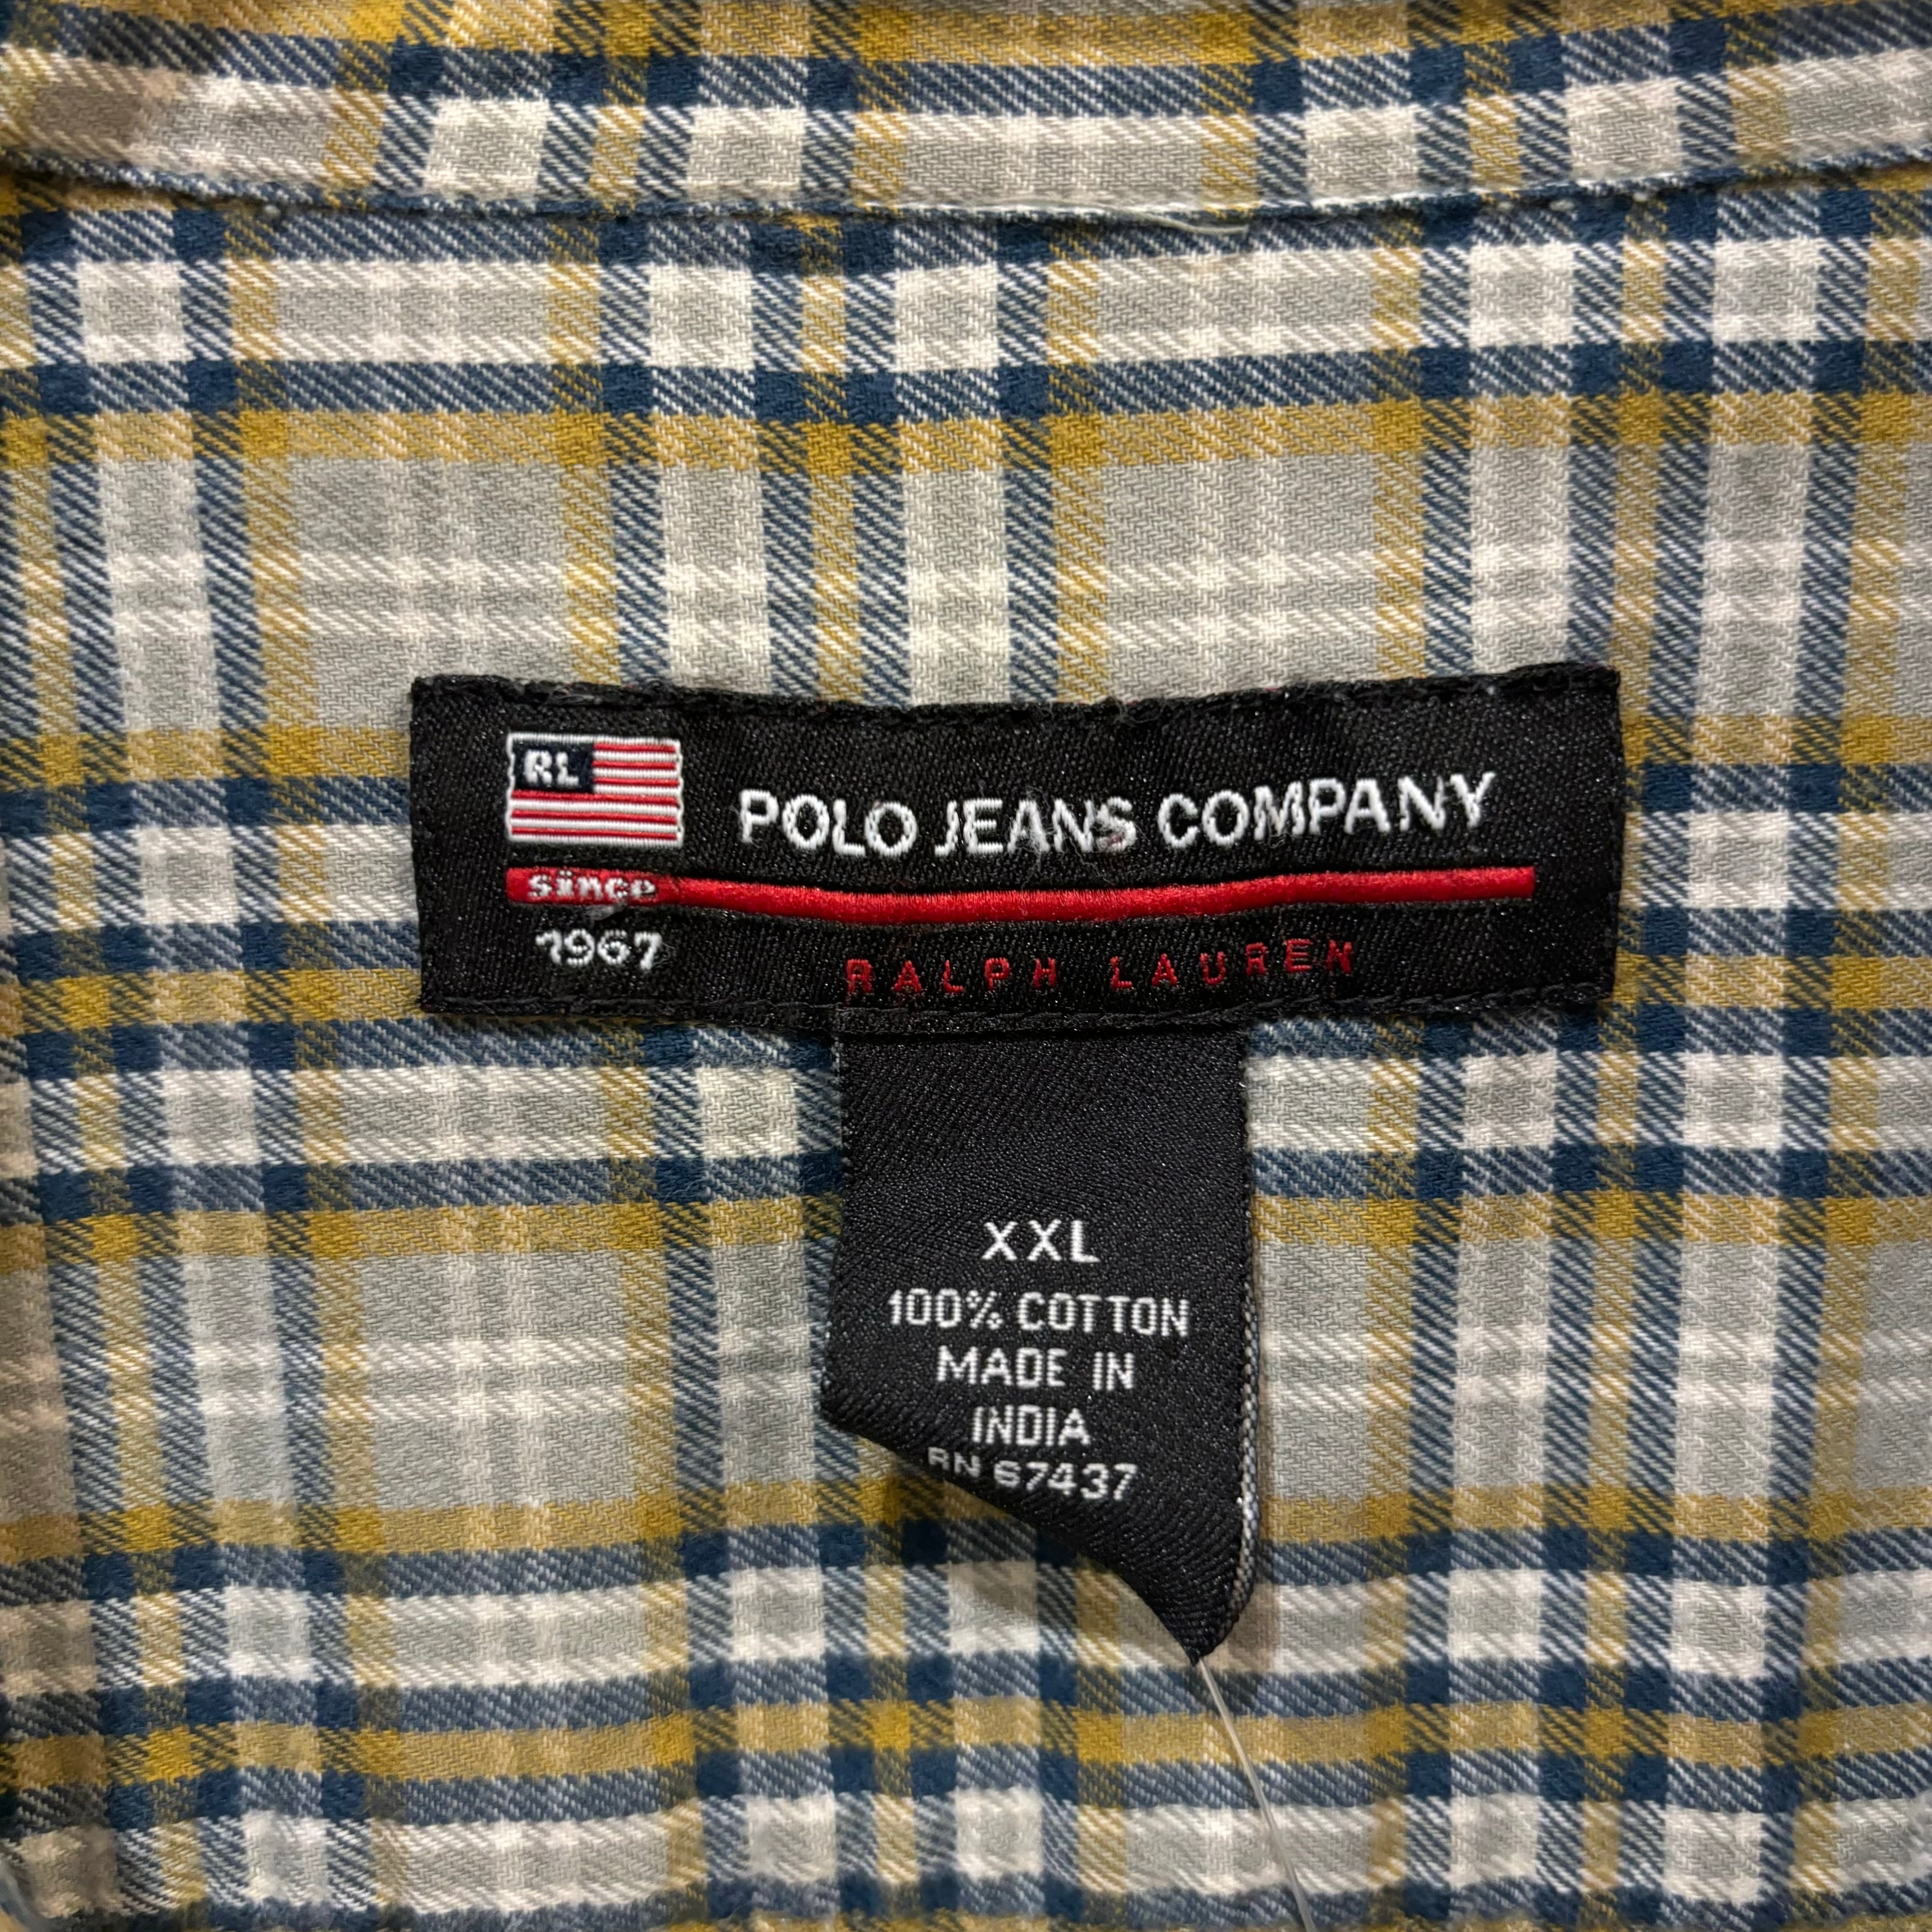 RL
POLO JEANS COMPANY
since
1967
RALPH LAUREN
XXL
100% COTTON
MADE IN
INDIA
RN 67437